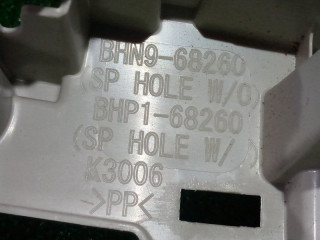 BHN9-68260
(SP HOLE W/O)
BHP1-68260
(SP HOLE W/ )
K3006
>PP<